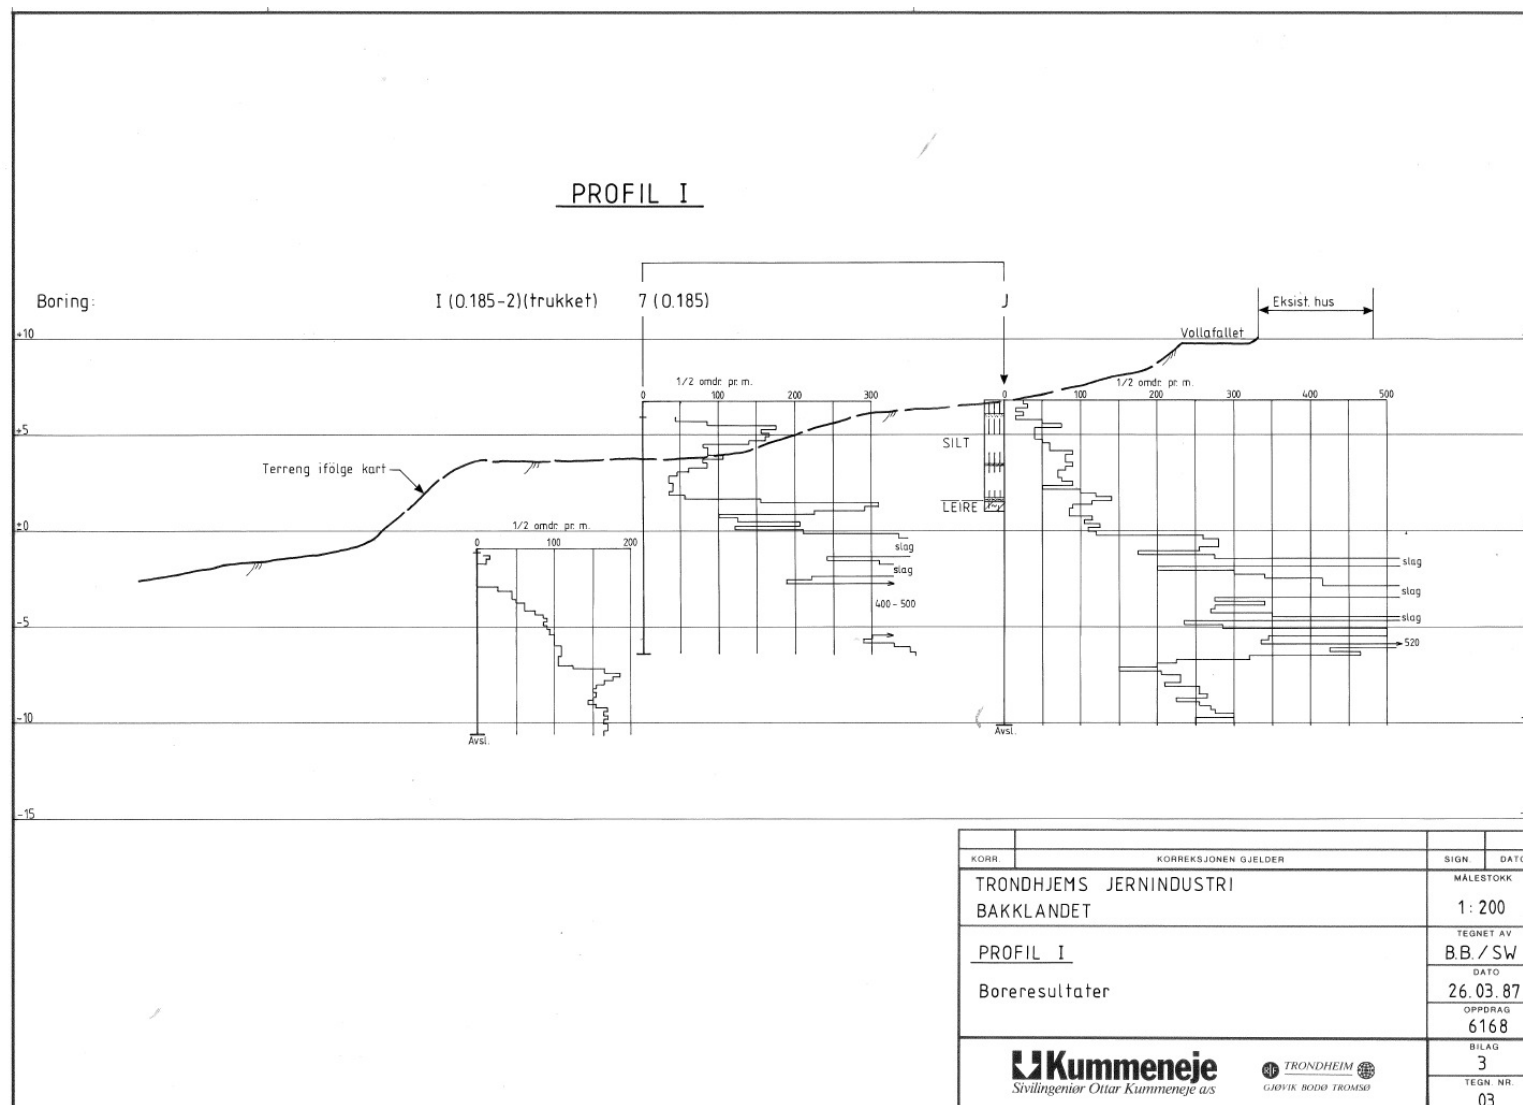 PROFIL I
Boring: I (0.185-2)(trukket) 7 (0.185) J
Eksist. hus
Vollafallet
+10
1/2 omdr. pr. m.
0 100 200 300
1/2 omdr. pr. m.
0 100 200 300 400 500
+5
SILT
Terreng ifölge kart
LEIRE
±0
1/2 omdr. pr. m.
0 100 200
slag
slag
400-500
slag
slag
slag
520
-5
-10
Avsl.
Avsl.
-15
KORR. KORREKSJONEN GJELDER SIGN. DATO
TRONDHJEMS JERNINDUSTRI
BAKKLANDET
MÅLESTOKK
1:200
PROFIL I
Boreresultater
TEGNET AV
B.B./SW
DATO
26.03.87
OPPDRAG
6168
Kummeneje
Sivilingeniør Ottar Kummeneje a/s
TRONDHEIM
GJØVIK BODØ TROMSØ
BILAG
3
TEGN. NR.
03